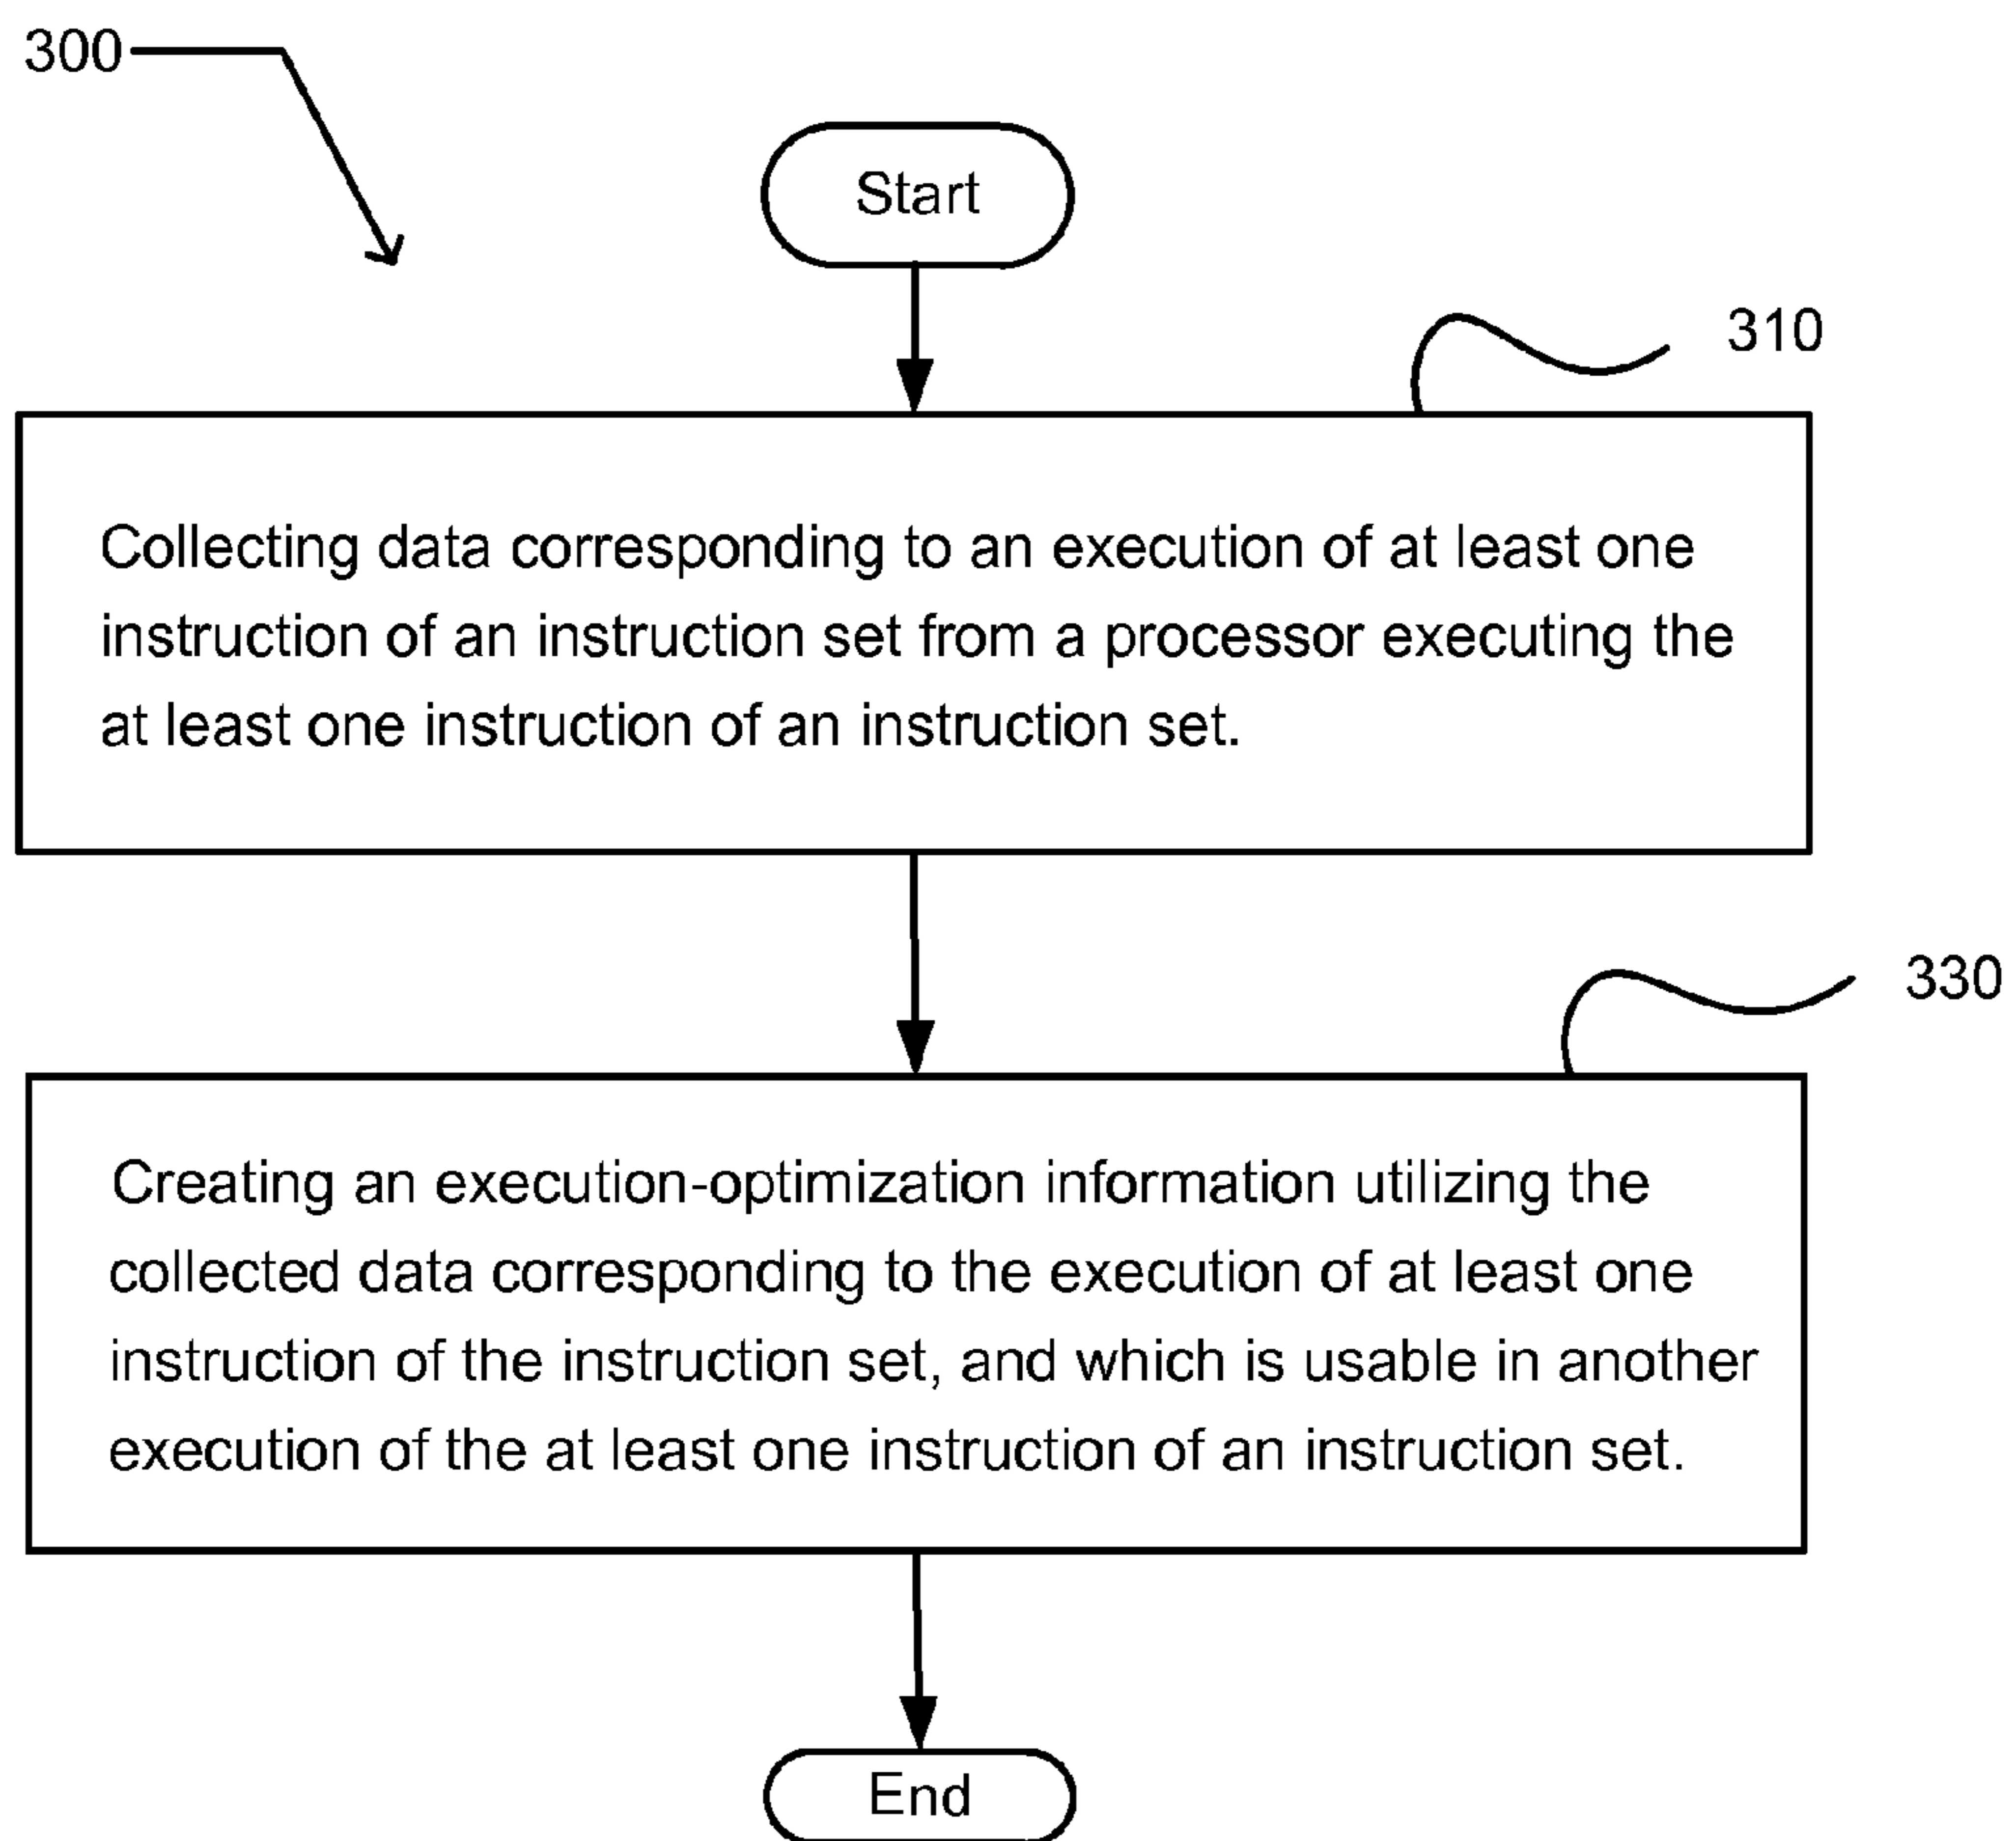 300
Start
310
Collecting data corresponding to an execution of at least one
instruction of an instruction set from a processor executing the
at least one instruction of an instruction set.
330
Creating an execution-optimization information utilizing the
collected data corresponding to the execution of at least one
instruction of the instruction set, and which is usable in another
execution of the at least one instruction of an instruction set.
End